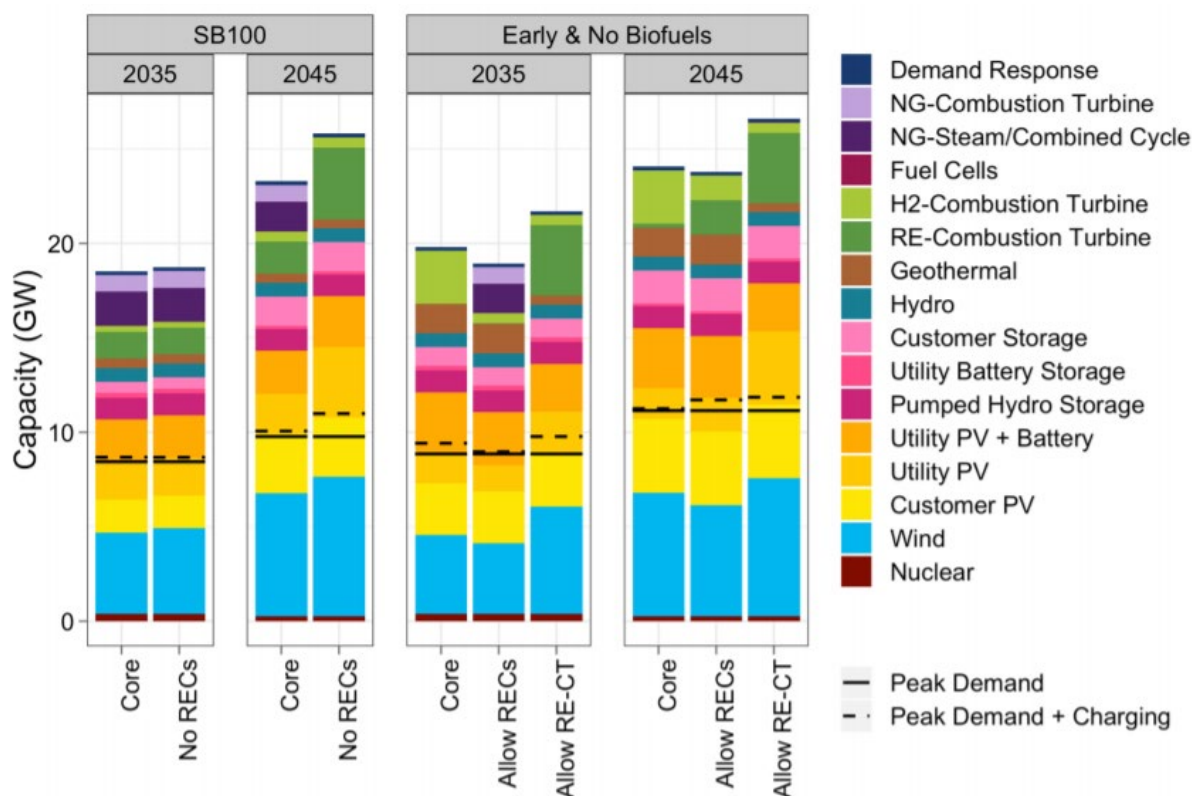 SB100
Early & No Biofuels
2035
2045
2035
2045
Capacity (GW)
20
10
0
Core
No RECs
Core
No RECs
Core
Allow RECs
Allow RE-CT
Core
Allow RECs
Allow RE-CT
Demand Response
NG-Combustion Turbine
NG-Steam/Combined Cycle
Fuel Cells
H2-Combustion Turbine
RE-Combustion Turbine
Geothermal
Hydro
Customer Storage
Utility Battery Storage
Pumped Hydro Storage
Utility PV + Battery
Utility PV
Customer PV
Wind
Nuclear
Peak Demand
Peak Demand + Charging